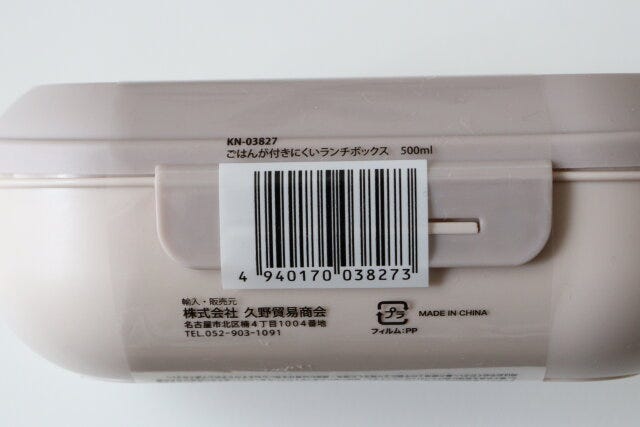 KN-03827
ごはんが付きにくいランチボックス 500ml
4 940170 038273
輸入・販売元
株式会社 久野貿易商会
名古屋市北区楠4丁目1004番地
TEL.052-903-1091
プラ
フィルム:PP
MADE IN CHINA